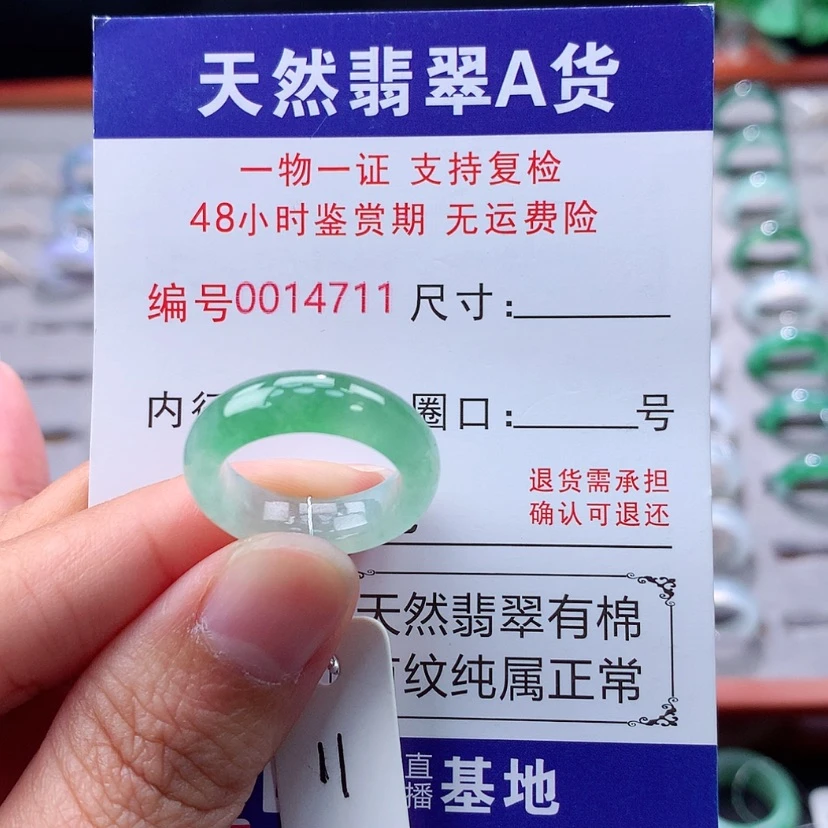 天然翡翠A货
一物一证 支持复检
48小时鉴赏期 无运费险
编号0014711 尺寸:
内 圈口: 号
退货需承担
确认可退还
天然翡翠有棉
纹纯属正常
直播基地
11